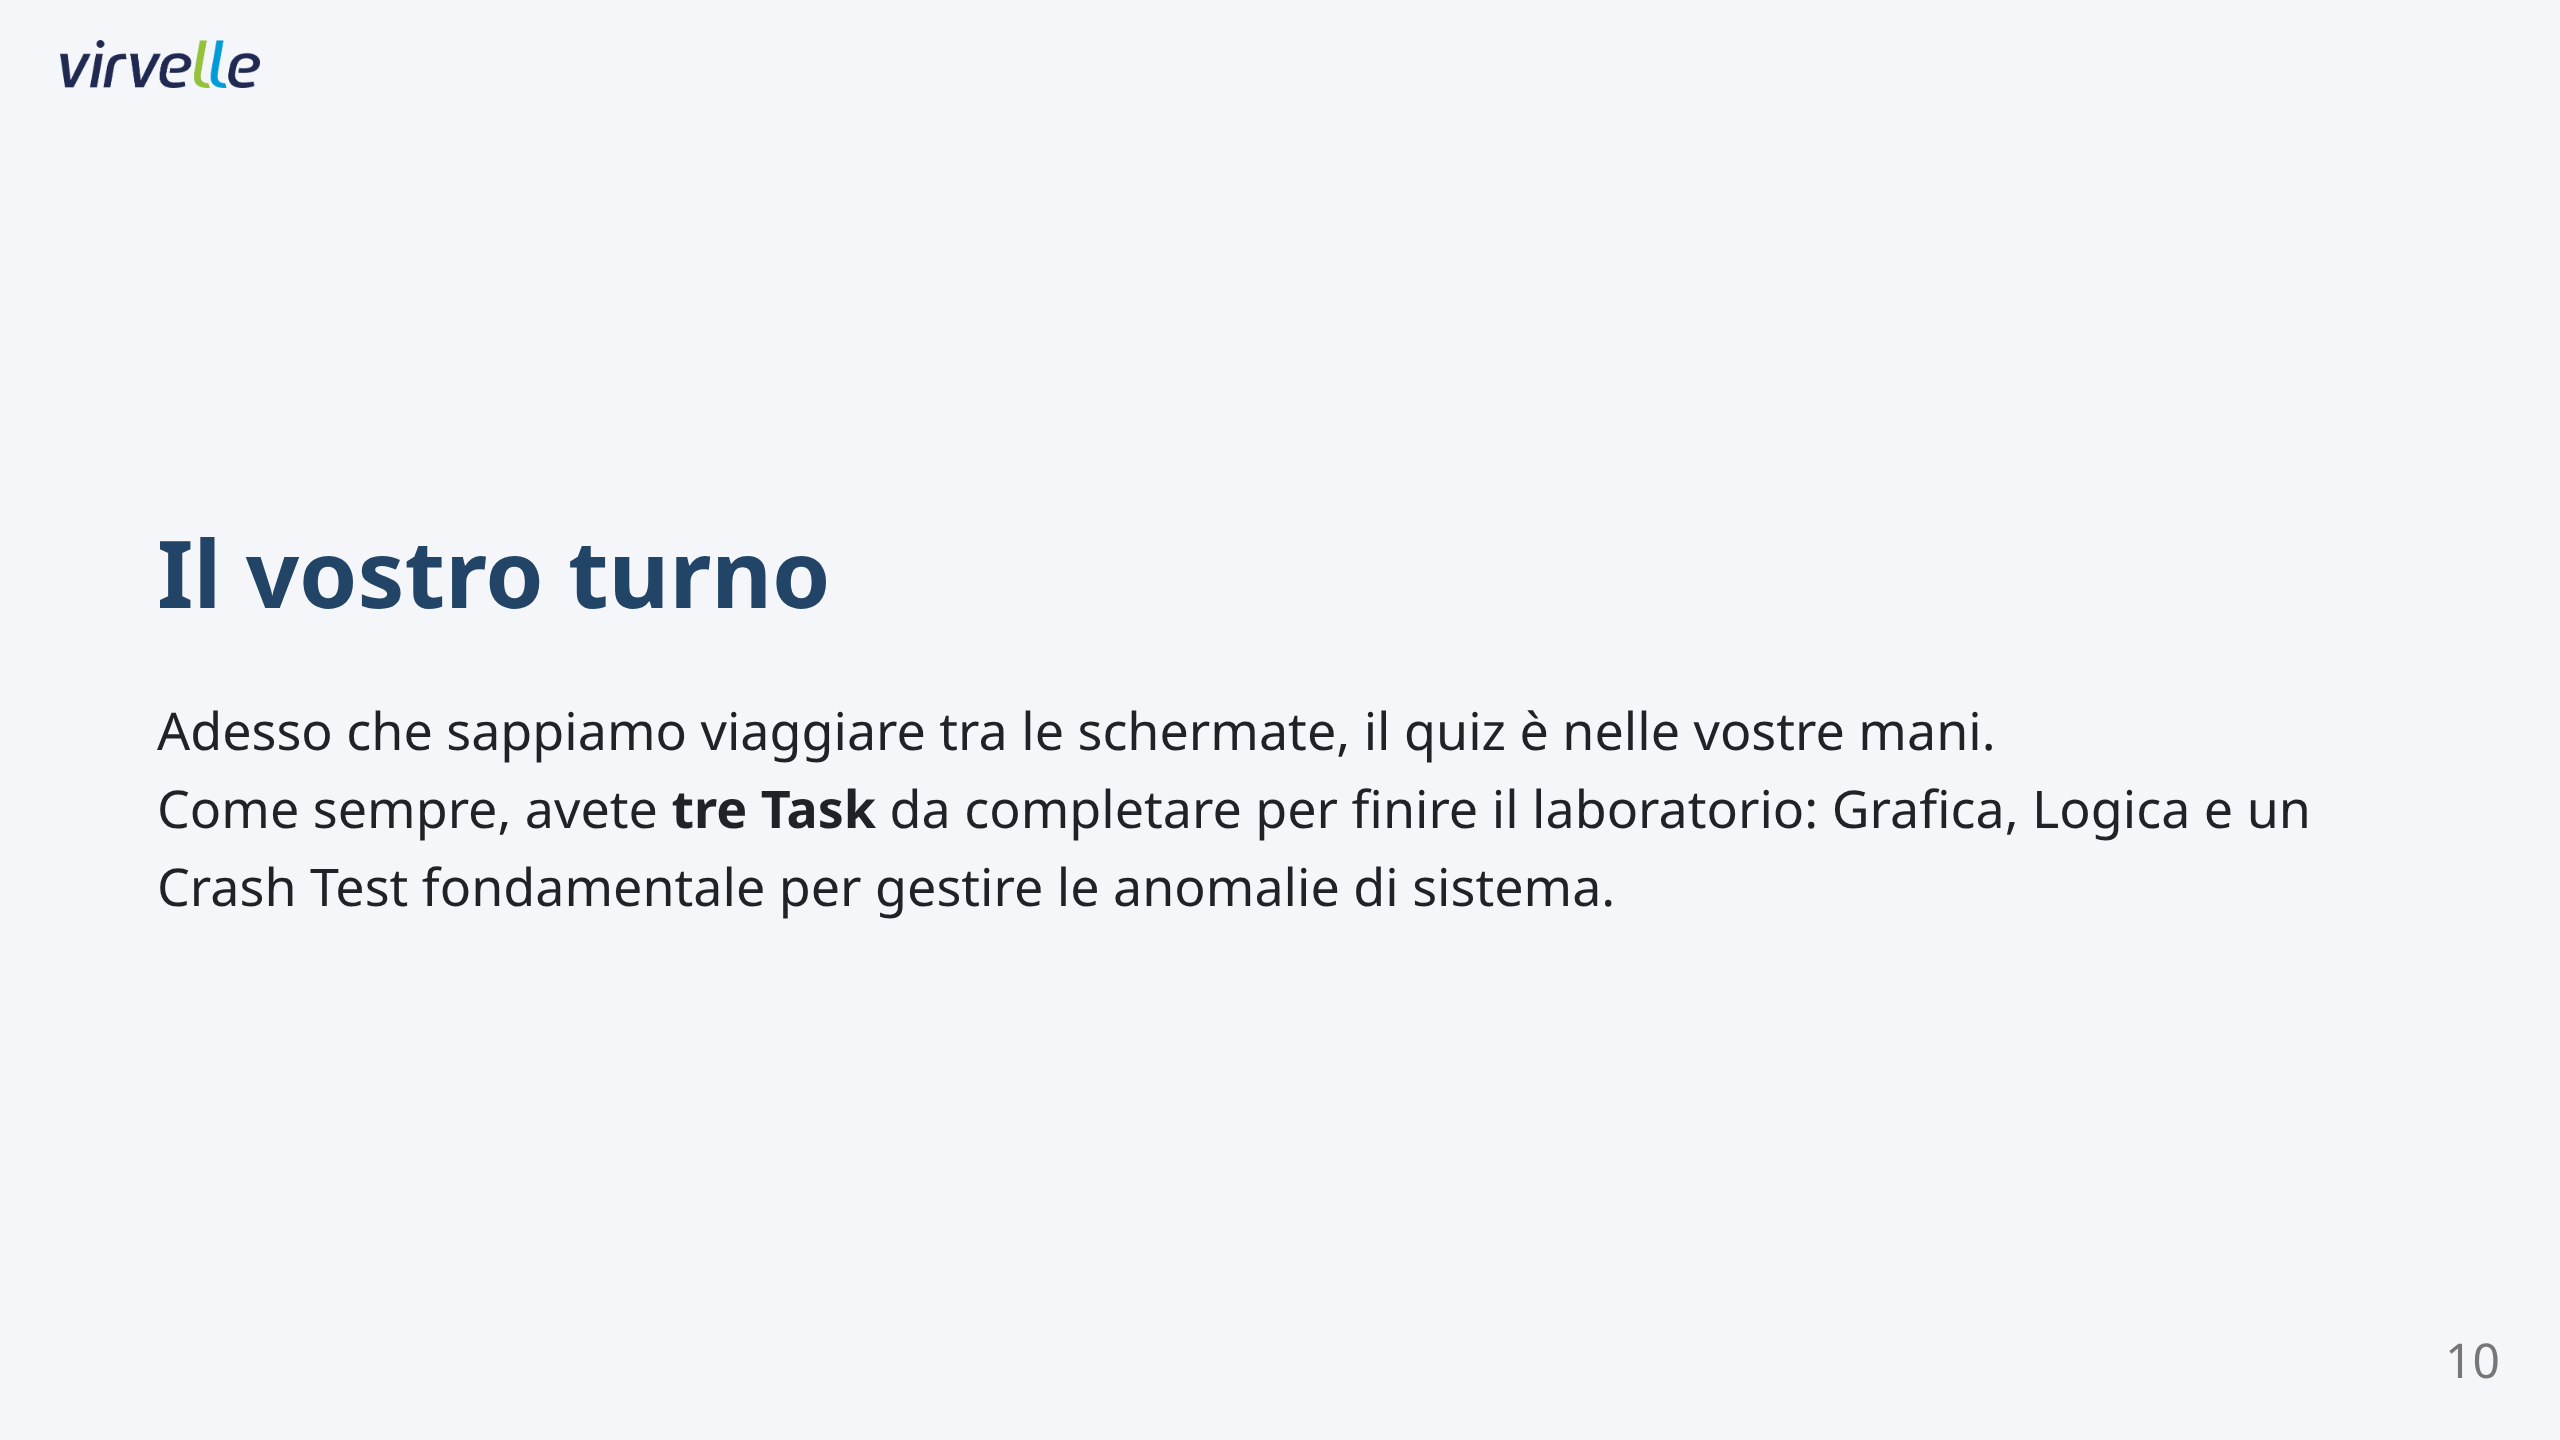 virvelle
Il vostro turno
Adesso che sappiamo viaggiare tra le schermate, il quiz è nelle vostre mani.
Come sempre, avete tre Task da completare per finire il laboratorio: Grafica, Logica e un
Crash Test fondamentale per gestire le anomalie di sistema.
10